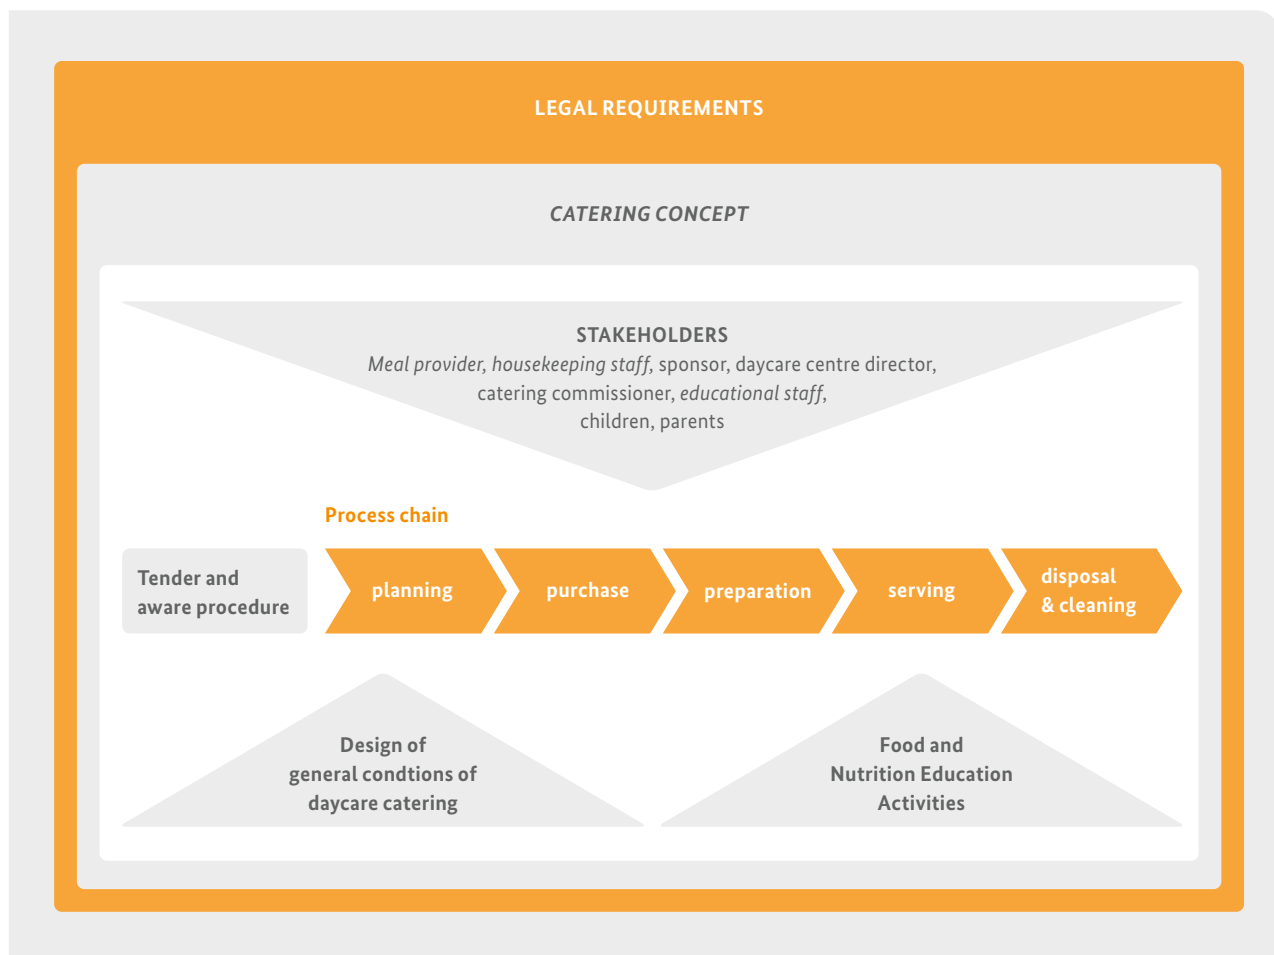 LEGAL REQUIREMENTS
CATERING CONCEPT
STAKEHOLDERS
Meal provider, housekeeping staff, sponsor, daycare centre director,
catering commissioner, educational staff,
children, parents
Process chain
Tender and
aware procedure
planning
purchase
preparation
serving
disposal
& cleaning
Design of
general condtions of
daycare catering
Food and
Nutrition Education
Activities